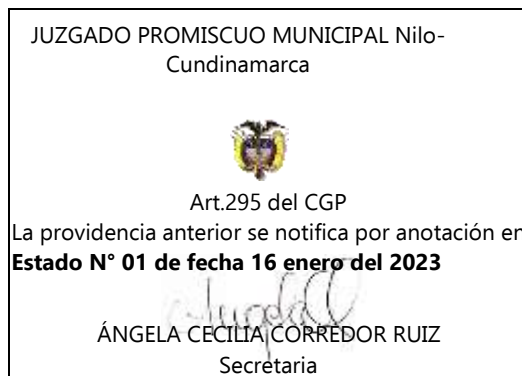 JUZGADO PROMISCUO MUNICIPAL Nilo-
Cundinamarca
Art.295 del CGP
La providencia anterior se notifica por anotación en
Estado N° 01 de fecha 16 enero del 2023
ÁNGELA CECILIA CORREDOR RUIZ
Secretaria